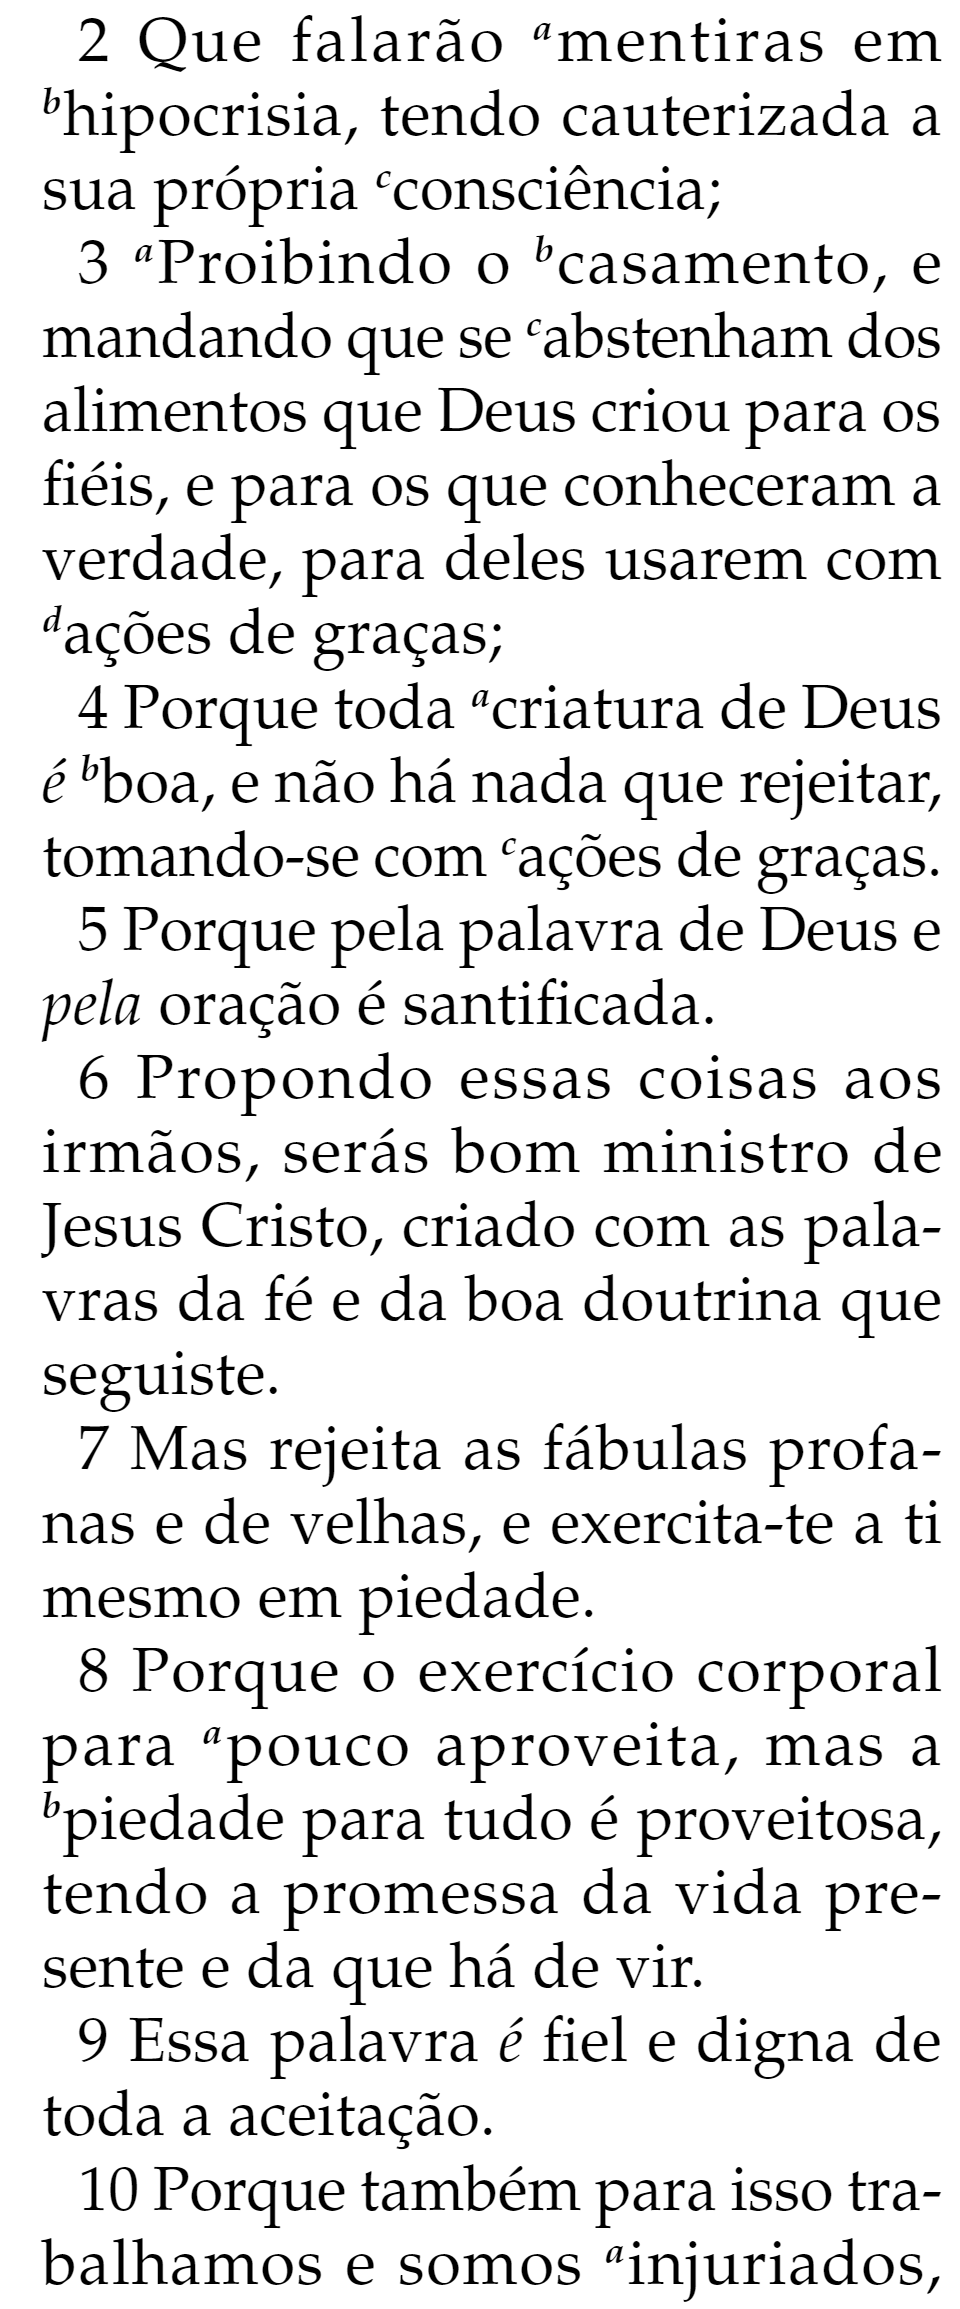 2 Que falarão ᵃmentiras em
ᵇhipocrisia, tendo cauterizada a
sua própria ᶜconsciência;
3 ᵃProibindo o ᵇcasamento, e
mandando que se ᶜabstenham dos
alimentos que Deus criou para os
fiéis, e para os que conheceram a
verdade, para deles usarem com
ᵈações de graças;
4 Porque toda ᵃcriatura de Deus
é ᵇboa, e não há nada que rejeitar,
tomando-se com ᶜações de graças.
5 Porque pela palavra de Deus e
pela oração é santificada.
6 Propondo essas coisas aos
irmãos, serás bom ministro de
Jesus Cristo, criado com as pala-
vras da fé e da boa doutrina que
seguiste.
7 Mas rejeita as fábulas profa-
nas e de velhas, e exercita-te a ti
mesmo em piedade.
8 Porque o exercício corporal
para ᵃpouco aproveita, mas a
ᵇpiedade para tudo é proveitosa,
tendo a promessa da vida pre-
sente e da que há de vir.
9 Essa palavra é fiel e digna de
toda a aceitação.
10 Porque também para isso tra-
balhamos e somos ᵃinjuriados,